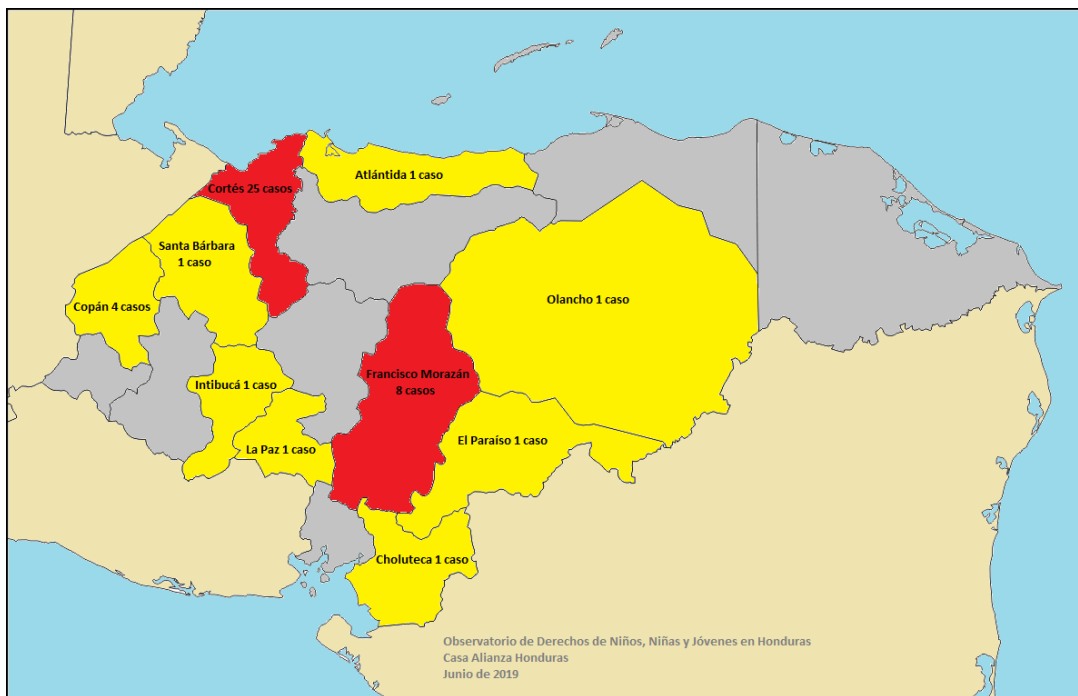 Atlántida 1 caso
Cortés 25 casos
Santa Bárbara
1 caso
Copán 4 casos
Olancho 1 caso
Francisco Morazán
8 casos
Intibucá 1 caso
La Paz 1 caso
El Paraíso 1 caso
Choluteca 1 caso
Observatorio de Derechos de Niños, Niñas y Jóvenes en Honduras
Casa Alianza Honduras
Junio de 2019